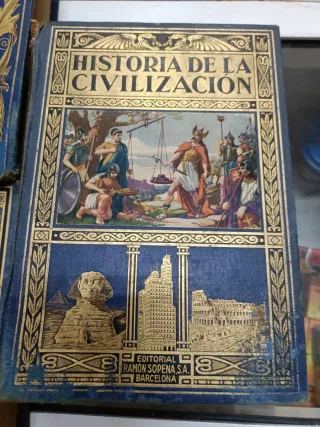 HISTORIA DE LA
CIVILIZACIÓN
EDITORIAL
RAMÓN SOPENA, S.A.
BARCELONA